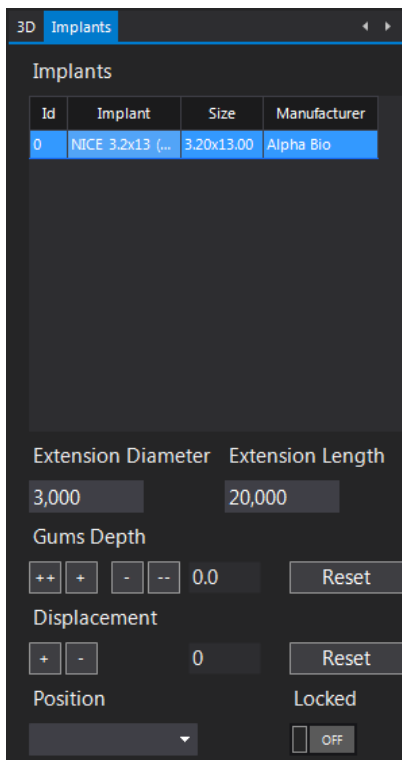 3D Implants
Implants
Id Implant Size Manufacturer
0 NICE 3.2x13 (... 3.20x13.00 Alpha Bio
Extension Diameter Extension Length
3,000 20,000
Gums Depth
++ + - -- 0.0 Reset
Displacement
+ - 0 Reset
Position Locked
OFF